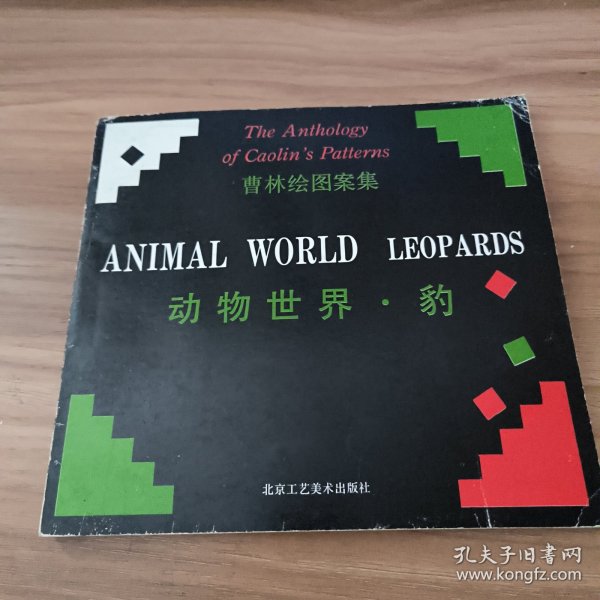 The Anthology
of Caolin's Patterns
曹林绘图案集
ANIMAL WORLD LEOPARDS
动物世界·豹
北京工艺美术出版社
孔夫子旧书网
www.kongfz.com